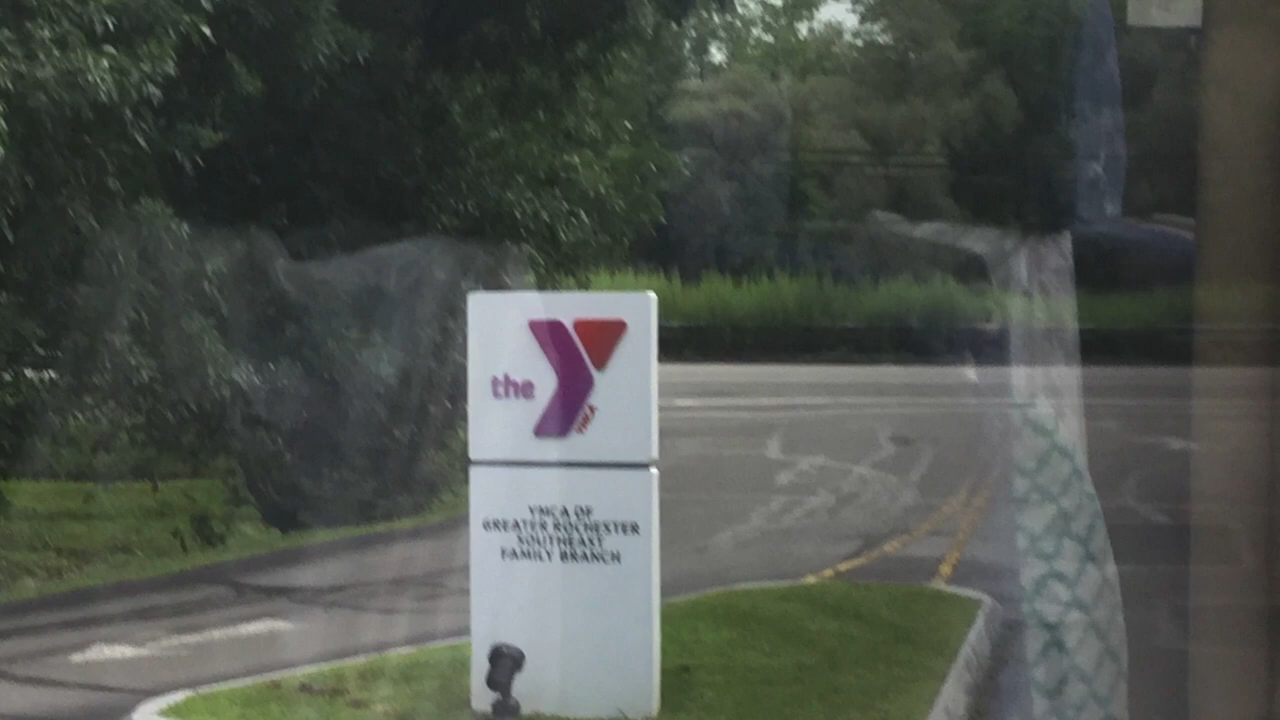 the
YMCA
YMCA OF
GREATER ROCHESTER
SOUTHEAST
FAMILY BRANCH